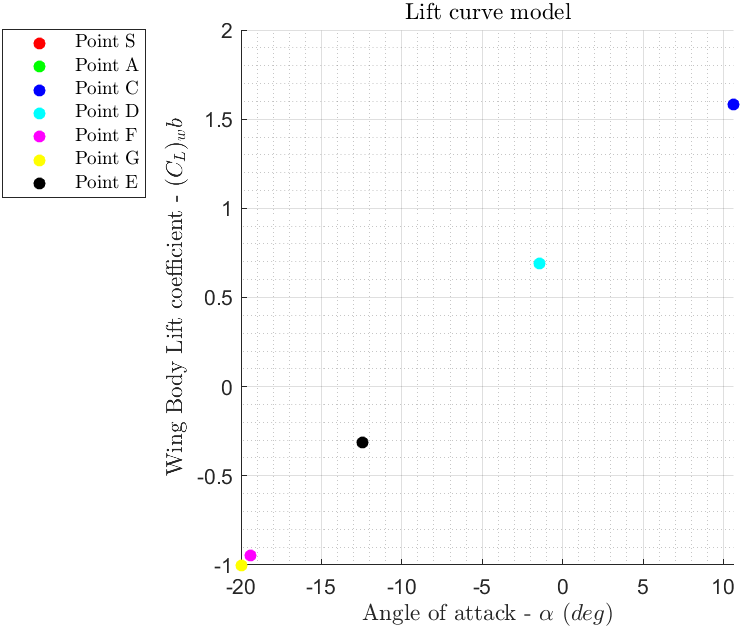 Lift curve model
Point S
Point A
Point C
Point D
Point F
Point G
Point E
Wing Body Lift coefficient - (C_L)_w b
2
1.5
1
0.5
0
-0.5
-1
-20
-15
-10
-5
0
5
10
Angle of attack - α (deg)